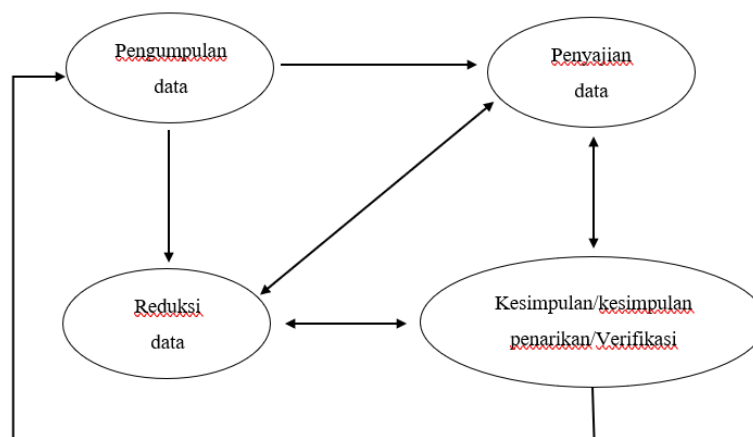 Pengumpulan
data
Penyajian
data
Reduksi
data
Kesimpulan/kesimpulan
penarikan/Verifikasi